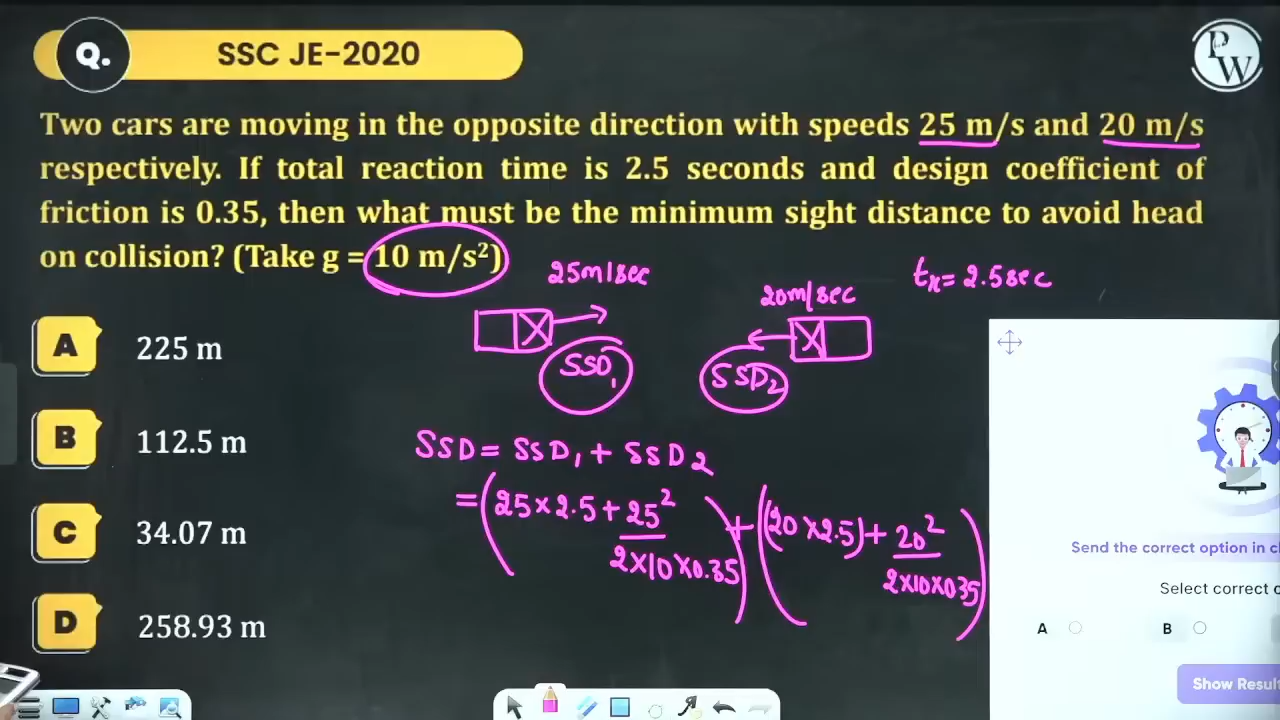 Q.
SSC JE-2020
PW
Two cars are moving in the opposite direction with speeds 25 m/s and 20 m/s
respectively. If total reaction time is 2.5 seconds and design coefficient of
friction is 0.35, then what must be the minimum sight distance to avoid head
on collision? (Take g = 10 m/s²)
25m/sec
20m/sec
tR = 2.5sec
A 225 m
SSD₁
SSD₂
B 112.5 m
SSD = SSD₁ + SSD₂
= (25×2.5 + 25²/2×10×0.35) + ((20×2.5) + 20²/2×10×0.35)
C 34.07 m
D 258.93 m
Send the correct option in c
Select correct
A
B
Show Resul